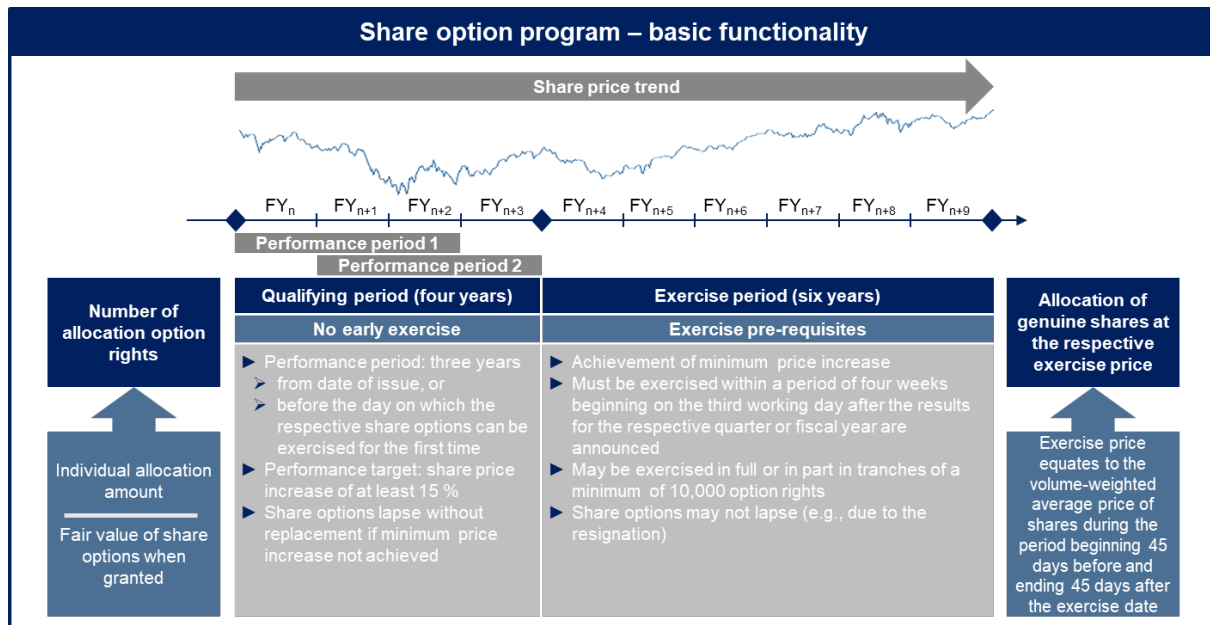 Share option program – basic functionality
Share price trend
FYn FYn+1 FYn+2 FYn+3 FYn+4 FYn+5 FYn+6 FYn+7 FYn+8 FYn+9
Performance period 1
Performance period 2
Number of
allocation option
rights
Individual allocation
amount
Fair value of share
options when
granted
Qualifying period (four years)
No early exercise
► Performance period: three years
➢ from date of issue, or
➢ before the day on which the
respective share options can be
exercised for the first time
► Performance target: share price
increase of at least 15 %
► Share options lapse without
replacement if minimum price
increase not achieved
Exercise period (six years)
Exercise pre-requisites
► Achievement of minimum price increase
► Must be exercised within a period of four weeks
beginning on the third working day after the results
for the respective quarter or fiscal year are
announced
► May be exercised in full or in part in tranches of a
minimum of 10,000 option rights
► Share options may not lapse (e.g., due to the
resignation)
Allocation of
genuine shares at
the respective
exercise price
Exercise price
equates to the
volume-weighted
average price of
shares during the
period beginning 45
days before and
ending 45 days after
the exercise date